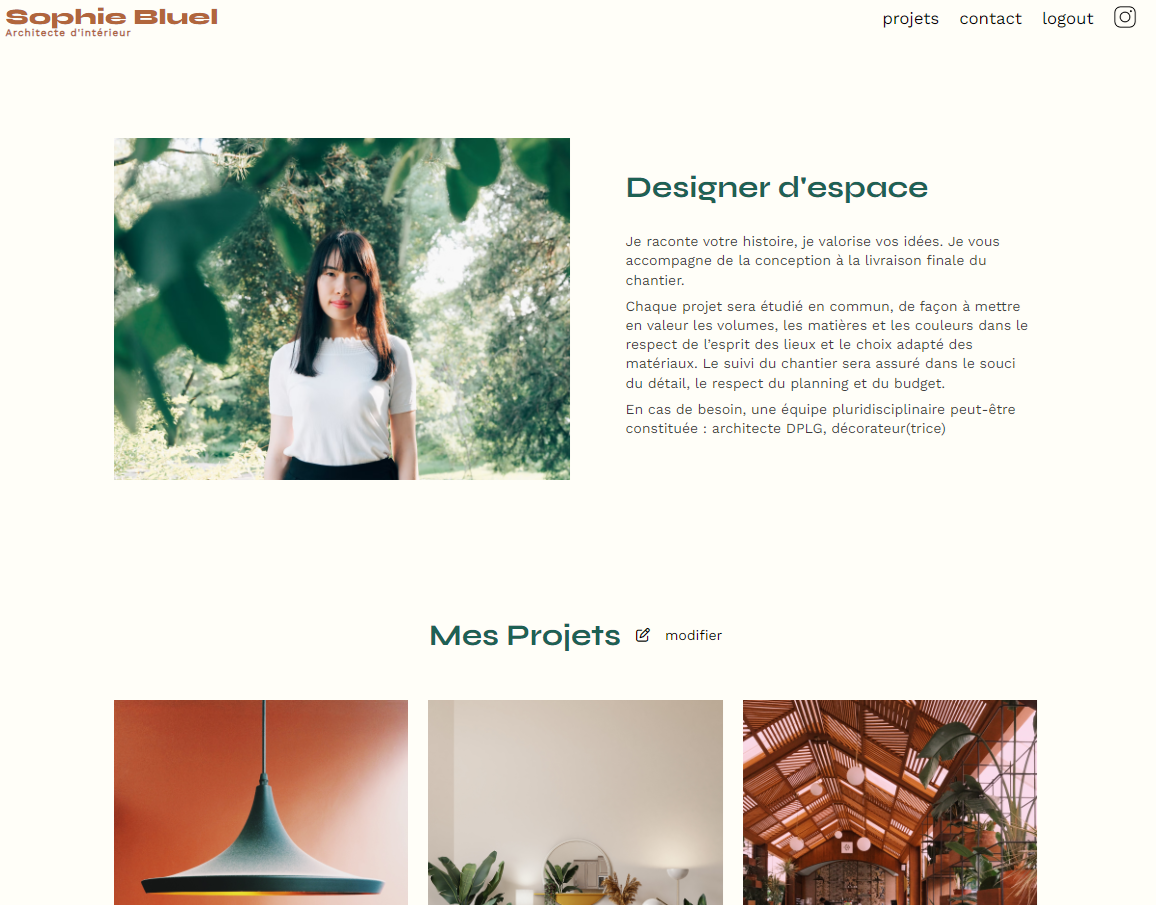 Sophie Bluel
Architecte d'intérieur
projets contact logout
Designer d'espace
Je raconte votre histoire, je valorise vos idées. Je vous
accompagne de la conception à la livraison finale du
chantier.
Chaque projet sera étudié en commun, de façon à mettre
en valeur les volumes, les matières et les couleurs dans le
respect de l’esprit des lieux et le choix adapté des
matériaux. Le suivi du chantier sera assuré dans le souci
du détail, le respect du planning et du budget.
En cas de besoin, une équipe pluridisciplinaire peut-être
constituée : architecte DPLG, décorateur(trice)
Mes Projets modifier